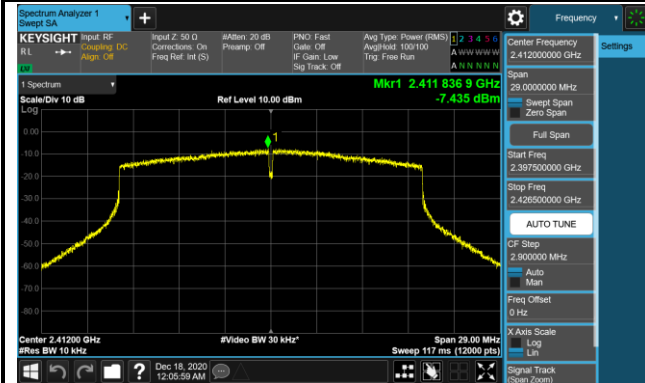 Spectrum Analyzer 1
Swept SA
Frequency
KEYSIGHT
RL
Input: RF
Coupling: DC
Align: Off
Input Z: 50 Ω
Corrections: On
Freq Ref: Int (S)
#Atten: 20 dB
Preamp: Off
PNO: Fast
Gate: Off
IF Gain: Low
Sig Track: Off
Avg Type: Power (RMS)
Avg|Hold: 100/100
Trig: Free Run
1 2 3 4 5 6
A W W W W W
A N N N N N
LV
Settings
1 Spectrum
Scale/Div 10 dB
Log
Ref Level 10.00 dBm
Mkr1 2.411 836 9 GHz
-7.435 dBm
1
0.00
-10.0
-20.0
-30.0
-40.0
-50.0
-60.0
-70.0
-80.0
Center 2.41200 GHz
#Res BW 10 kHz
#Video BW 30 kHz*
Span 29.00 MHz
Sweep 117 ms (12000 pts)
Dec 18, 2020
12:05:59 AM
Center Frequency
2.412000000 GHz
Span
29.0000000 MHz
Swept Span
Zero Span
Full Span
Start Freq
2.397500000 GHz
Stop Freq
2.426500000 GHz
AUTO TUNE
CF Step
2.900000 MHz
Auto
Man
Freq Offset
0 Hz
X Axis Scale
Log
Lin
Signal Track
(Span Zoom)